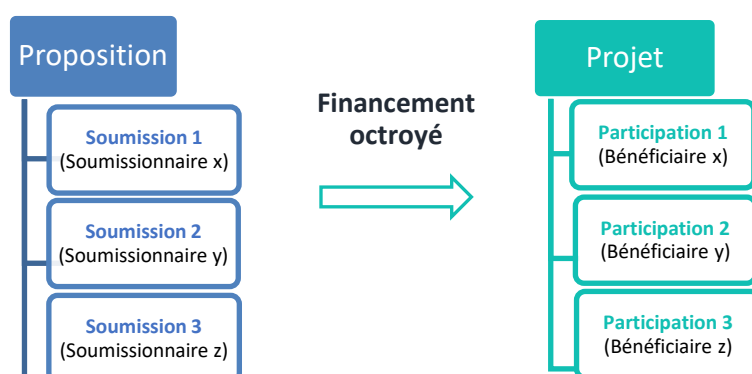 Proposition
Soumission 1
(Soumissionnaire x)
Soumission 2
(Soumissionnaire y)
Soumission 3
(Soumissionnaire z)
Financement
octroyé
Projet
Participation 1
(Bénéficiaire x)
Participation 2
(Bénéficiaire y)
Participation 3
(Bénéficiaire z)